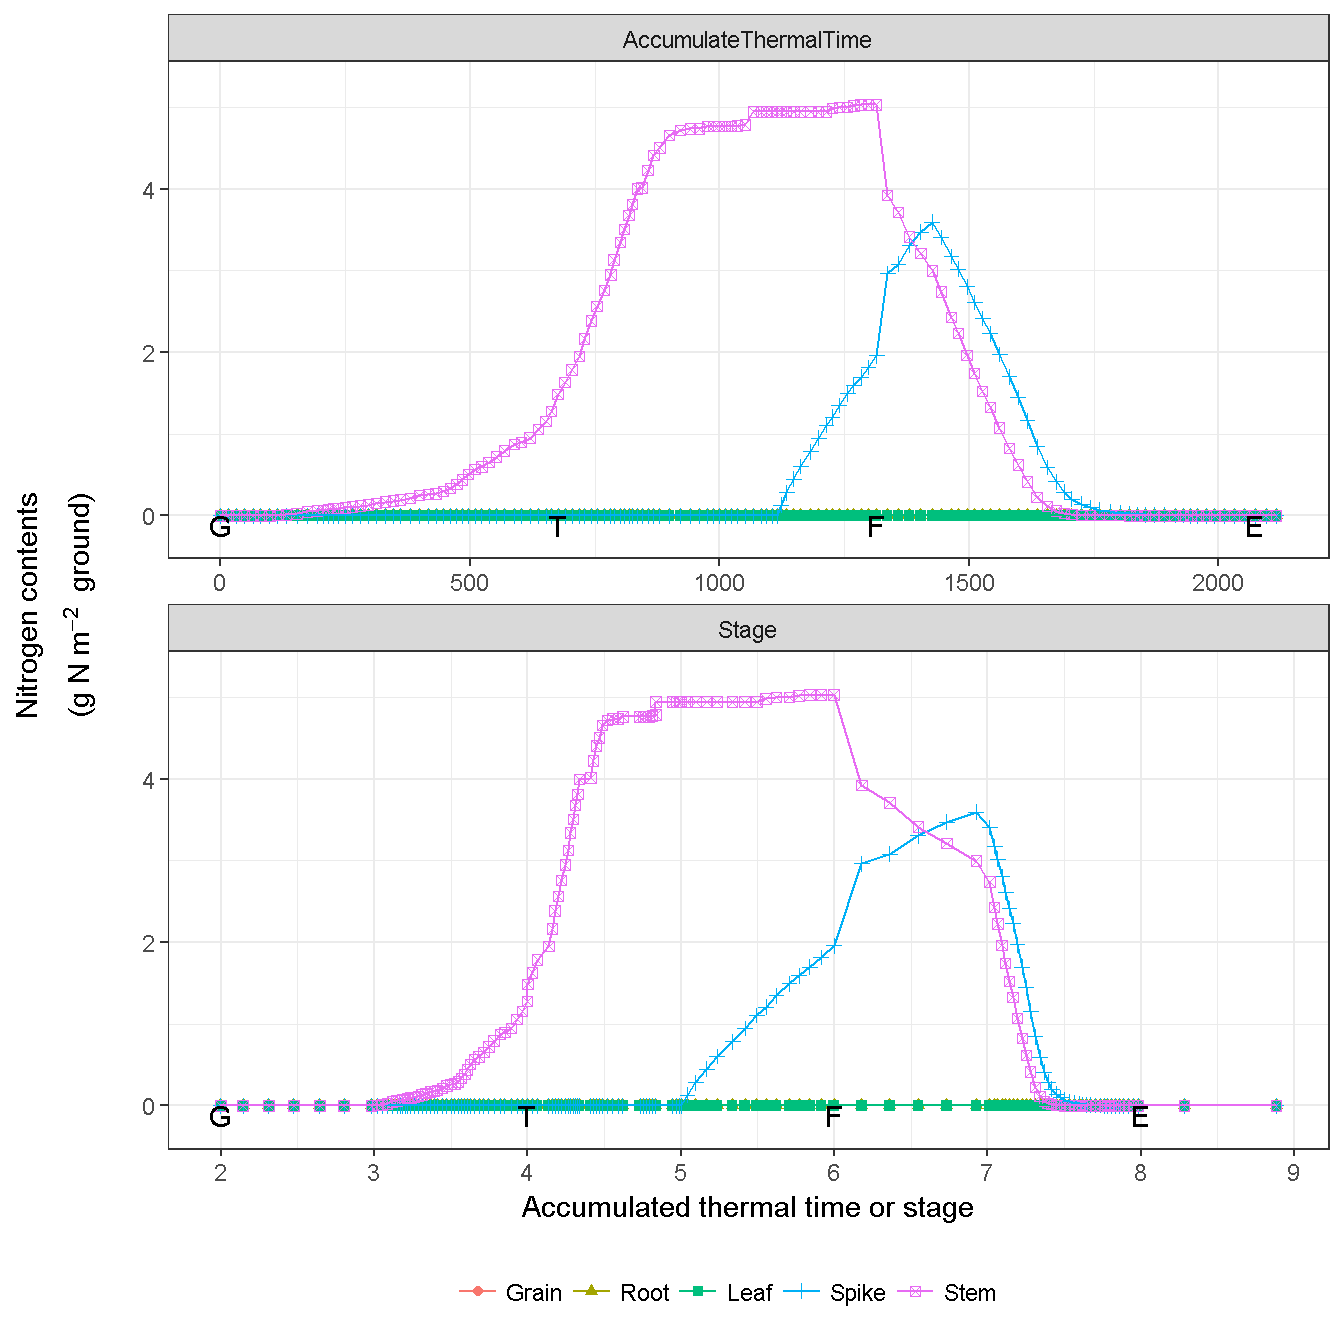 AccumulateThermalTime
4
2
0
G T F E
0 500 1000 1500 2000
Stage
4
2
0
G T F E
2 3 4 5 6 7 8 9
Nitrogen contents
(g N m⁻² ground)
Accumulated thermal time or stage
Grain Root Leaf Spike Stem